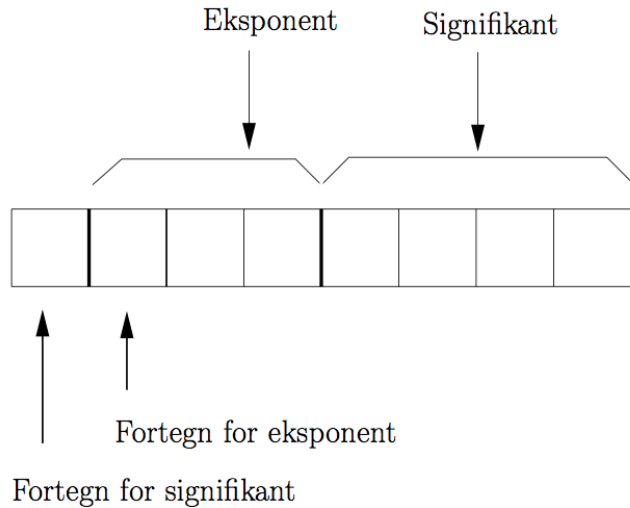 Eksponent
Signifikant
Fortegn for eksponent
Fortegn for signifikant